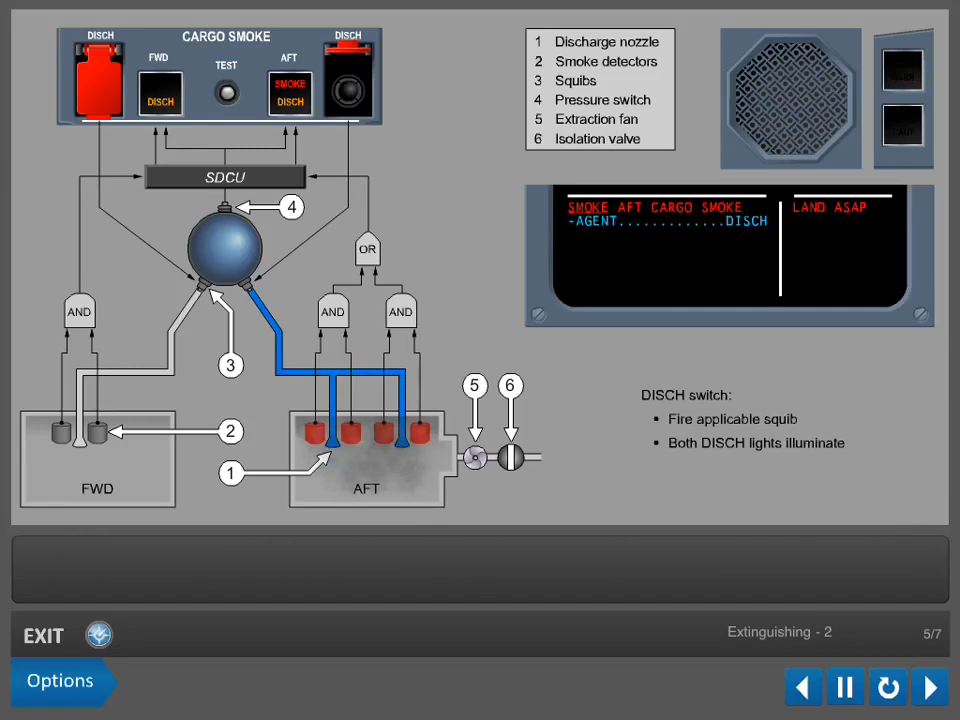 CARGO SMOKE
DISCH
FWD
TEST
AFT
DISCH
DISCH
SMOKE
DISCH
SDCU
4
OR
AND
AND
AND
3
2
1
5
6
FWD
AFT
1 Discharge nozzle
2 Smoke detectors
3 Squibs
4 Pressure switch
5 Extraction fan
6 Isolation valve
SMOKE AFT CARGO SMOKE
LAND ASAP
-AGENT.............DISCH
DISCH switch:
• Fire applicable squib
• Both DISCH lights illuminate
EXIT
Extinguishing - 2
5/7
Options